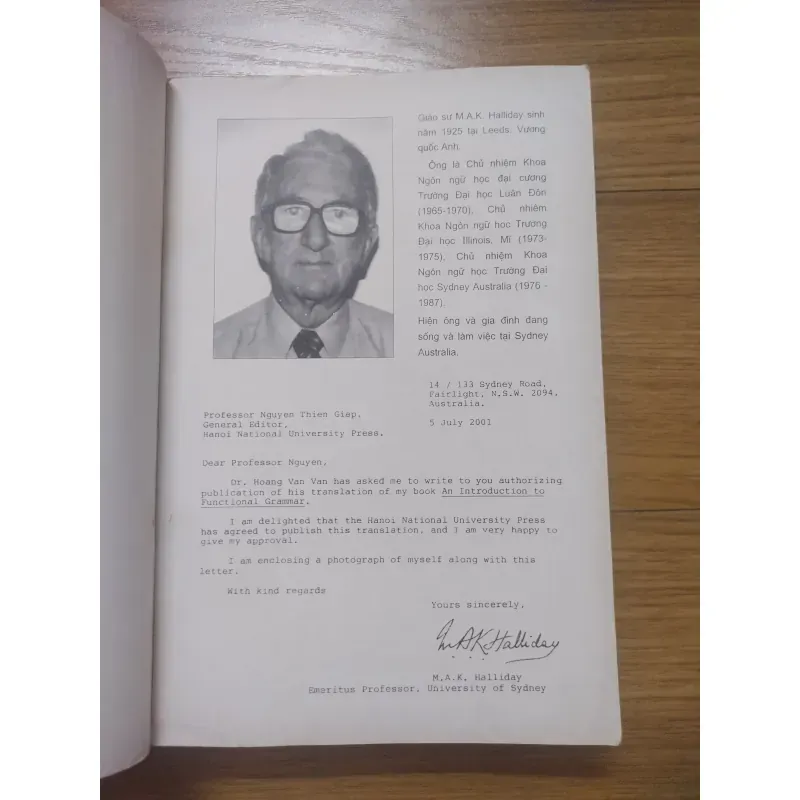 Giáo sư M.A.K. Halliday sinh
năm 1925 tại Leeds, Vương
quốc Anh.
Ông là Chủ nhiệm Khoa
Ngôn ngữ học đại cương
Trường Đại học Luân Đôn
(1965-1970), Chủ nhiệm
Khoa Ngôn ngữ học Trường
Đại học Illinois, Mĩ (1973-
1975), Chủ nhiệm Khoa
Ngôn ngữ học Trường Đại
học Sydney Australia (1976 -
1987).
Hiện ông và gia đình đang
sống và làm việc tại Sydney
Australia.
14 / 133 Sydney Road,
Fairlight, N.S.W. 2094.
Australia.
Professor Nguyen Thien Giap,
General Editor,
Hanoi National University Press.
5 July 2001
Dear Professor Nguyen,
Dr. Hoang Van Van has asked me to write to you authorizing
publication of his translation of my book An Introduction to
Functional Grammar.
I am delighted that the Hanoi National University Press
has agreed to publish this translation, and I am very happy to
give my approval.
I am enclosing a photograph of myself along with this
letter.
With kind regards
Yours sincerely,
M.A.K. Halliday
M.A.K. Halliday
Emeritus Professor, University of Sydney